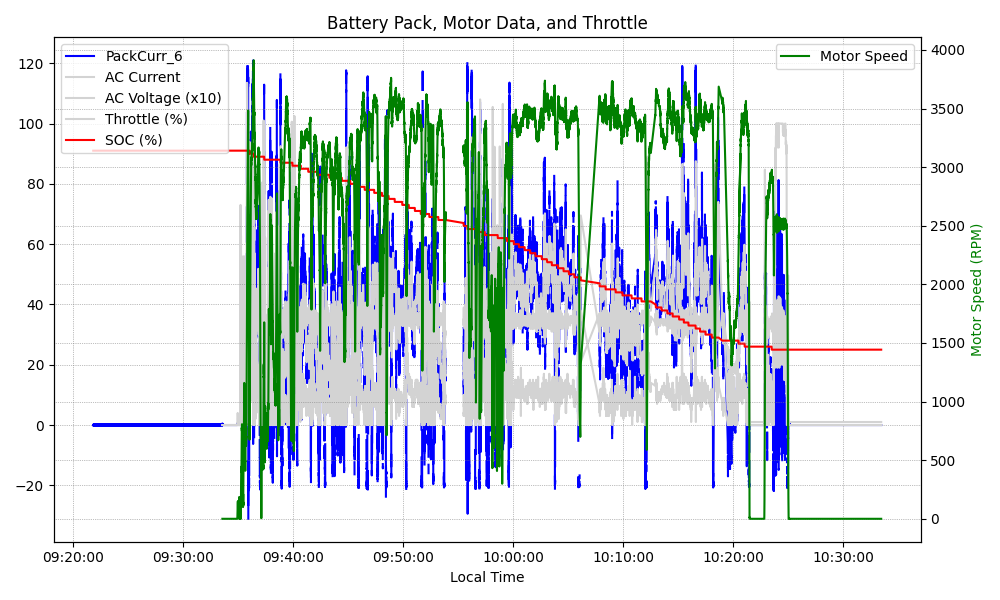 Battery Pack, Motor Data, and Throttle
PackCurr_6
AC Current
AC Voltage (x10)
Throttle (%)
SOC (%)
Motor Speed
120
100
80
60
40
20
0
−20
4000
3500
3000
2500
2000
1500
1000
500
0
Motor Speed (RPM)
09:20:00 09:30:00 09:40:00 09:50:00 10:00:00 10:10:00 10:20:00 10:30:00
Local Time